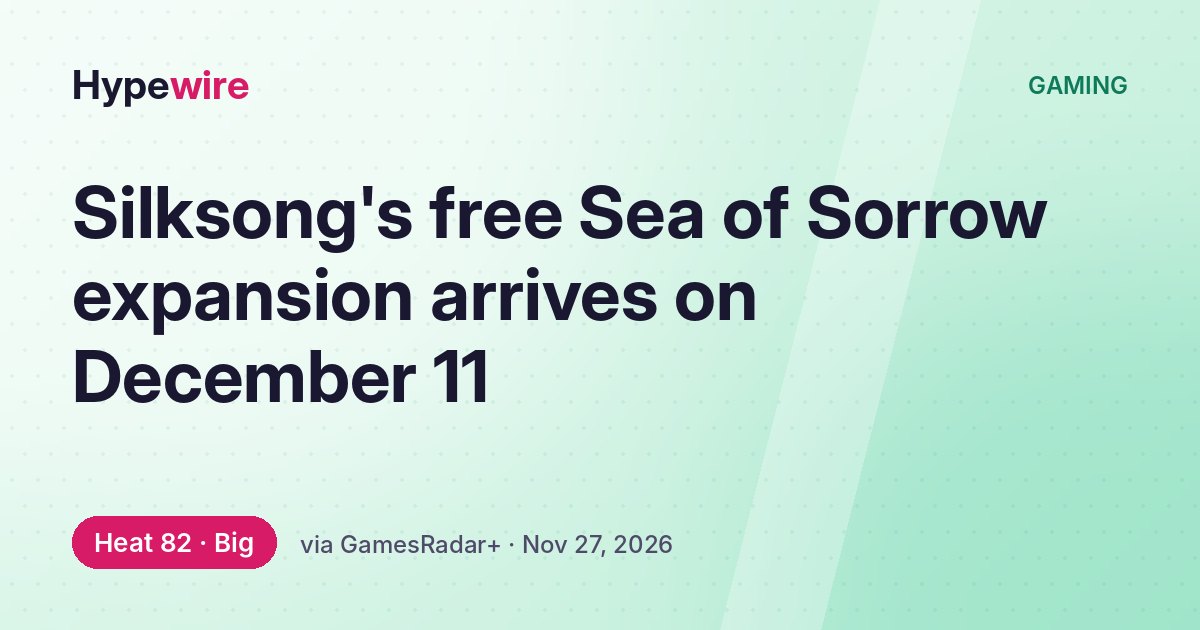 Hypewire
GAMING
Silksong's free Sea of Sorrow
expansion arrives on
December 11
Heat 82 · Big
via GamesRadar+ · Nov 27, 2026